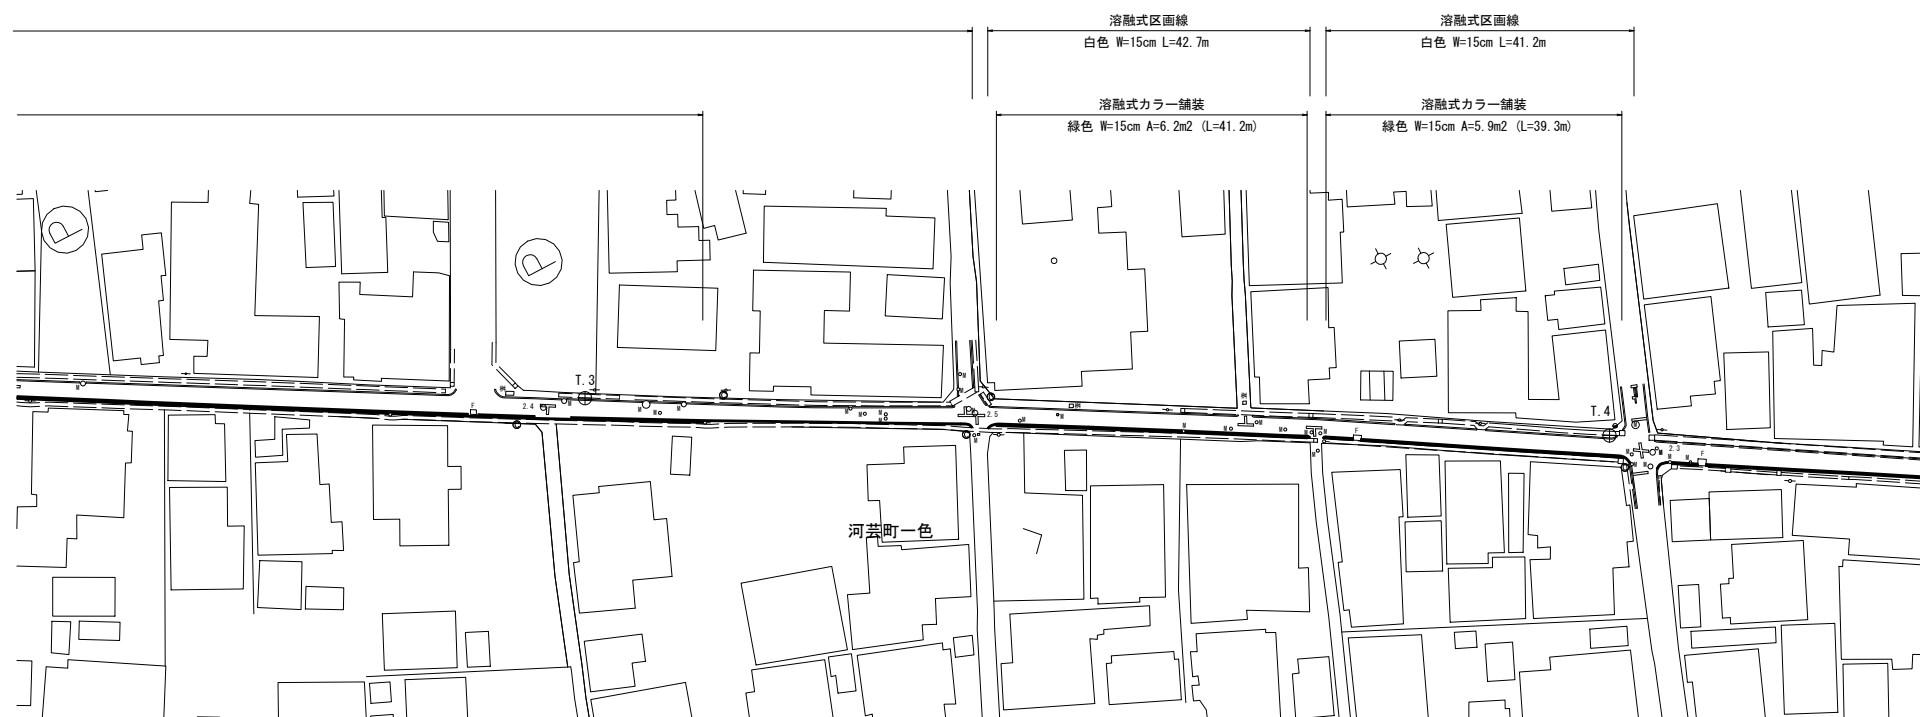 溶融式区画線
白色 W=15cm L=42.7m
溶融式区画線
白色 W=15cm L=41.2m
溶融式カラー舗装
緑色 W=15cm A=6.2m2 (L=41.2m)
溶融式カラー舗装
緑色 W=15cm A=5.9m2 (L=39.3m)
P
P
T.3
2.4
2.5
T.4
2.3
F
F
F
河芸町一色